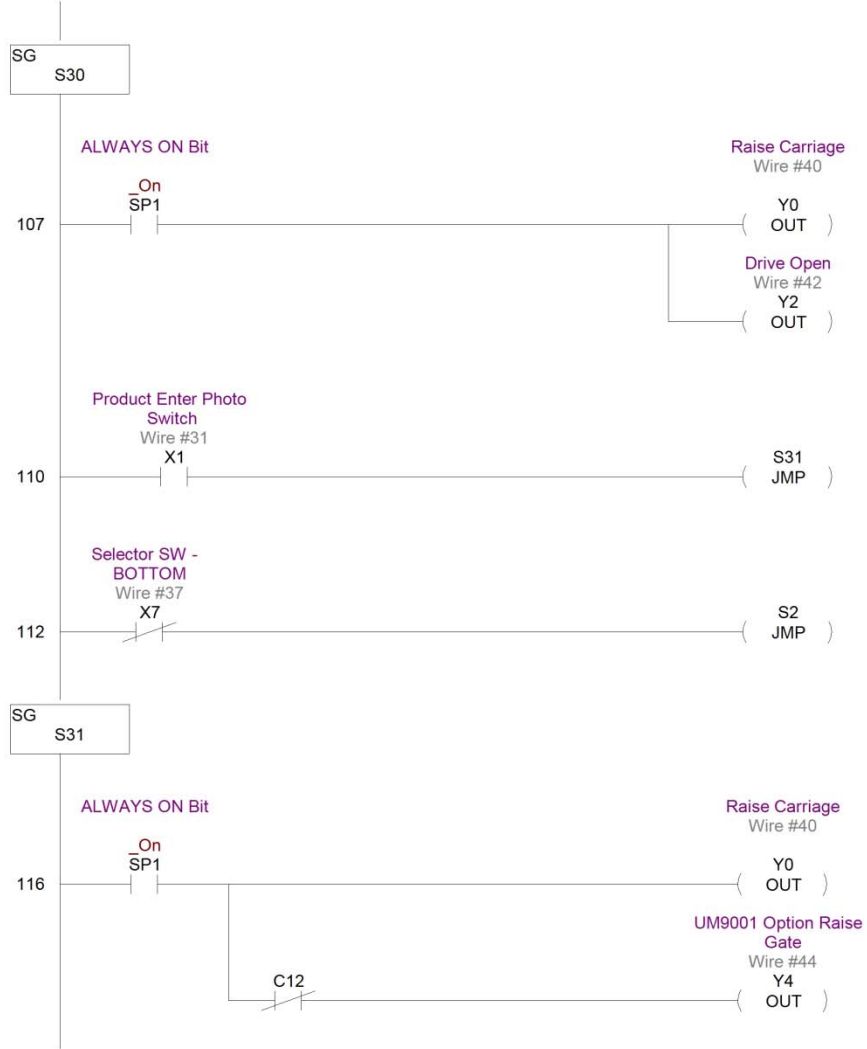 SG
S30
ALWAYS ON Bit
Raise Carriage
Wire #40
_On
SP1
Y0
107
OUT
Drive Open
Wire #42
Y2
OUT
Product Enter Photo
Switch
Wire #31
X1
S31
110
JMP
Selector SW -
BOTTOM
Wire #37
X7
S2
112
JMP
SG
S31
ALWAYS ON Bit
Raise Carriage
Wire #40
_On
SP1
Y0
116
OUT
UM9001 Option Raise
Gate
Wire #44
C12
Y4
OUT